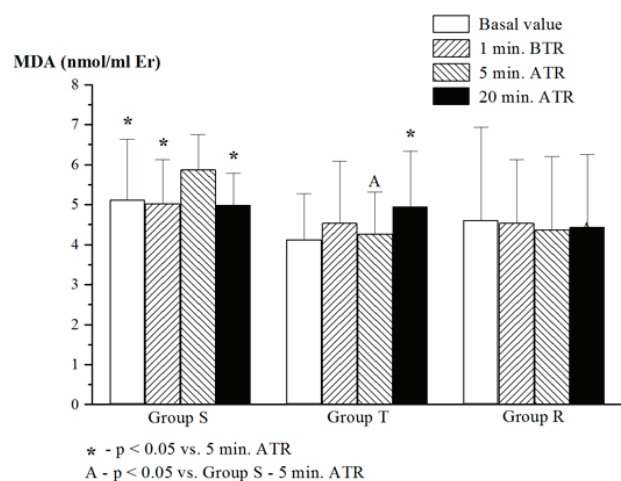 Basal value
1 min. BTR
5 min. ATR
20 min. ATR
MDA (nmol/ml Er)
8
7
6
5
4
3
2
1
0
* * * A *
Group S Group T Group R
* - p < 0.05 vs. 5 min. ATR
A - p < 0.05 vs. Group S - 5 min. ATR